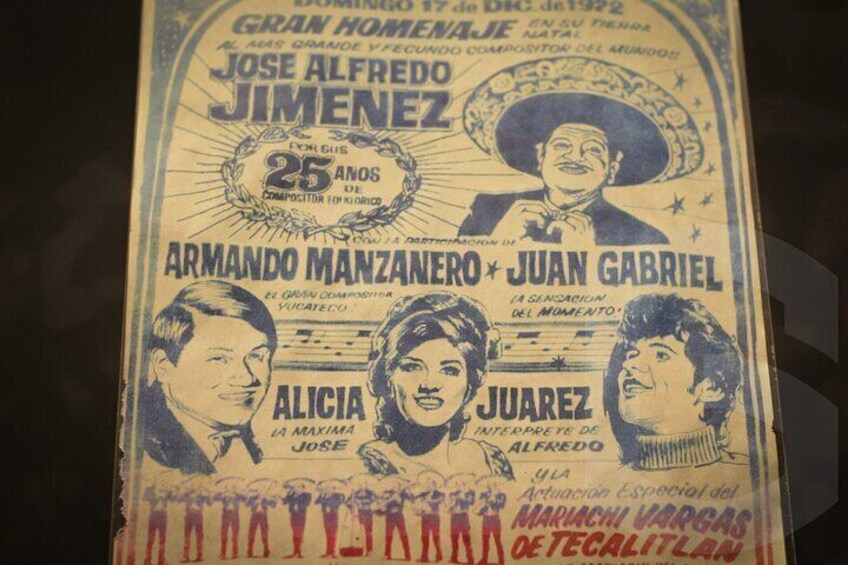 DOMINGO 17 de DIC. de 1972
GRAN HOMENAJE EN SU TIERRA NATAL
AL MAS GRANDE Y FECUNDO COMPOSITOR DEL MUNDO!!
JOSE ALFREDO
JIMENEZ
POR SUS
25 AÑOS
DE
COMPOSITOR FOLKLORICO
CON LA PARTICIPACION DE
ARMANDO MANZANERO ★ JUAN GABRIEL
EL GRAN COMPOSITOR
YUCATECO!
LA SENSACION
DEL MOMENTO!
ALICIA JUAREZ
LA MAXIMA INTERPRETE DE
JOSE ALFREDO
Y LA
Actuación Especial del
MARIACHI VARGAS
DE TECALITLAN